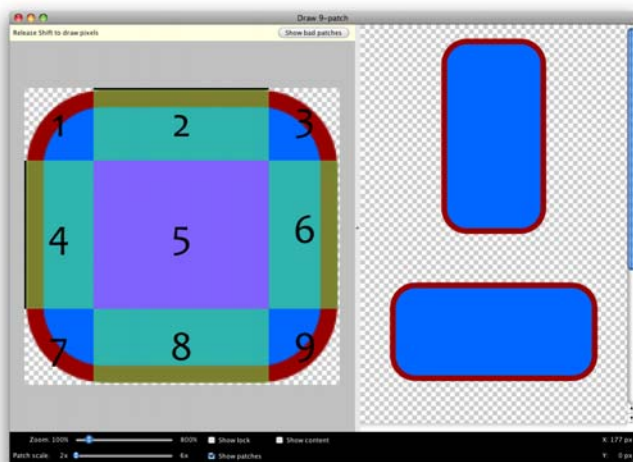 Draw 9-patch
Release Shift to draw pixels
Show bad patches
1 2 3
4 5 6
7 8 9
Zoom: 100% 800% Show lock Show content X: 177 px
Patch scale: 2x 6x Show patches Y: 0 px